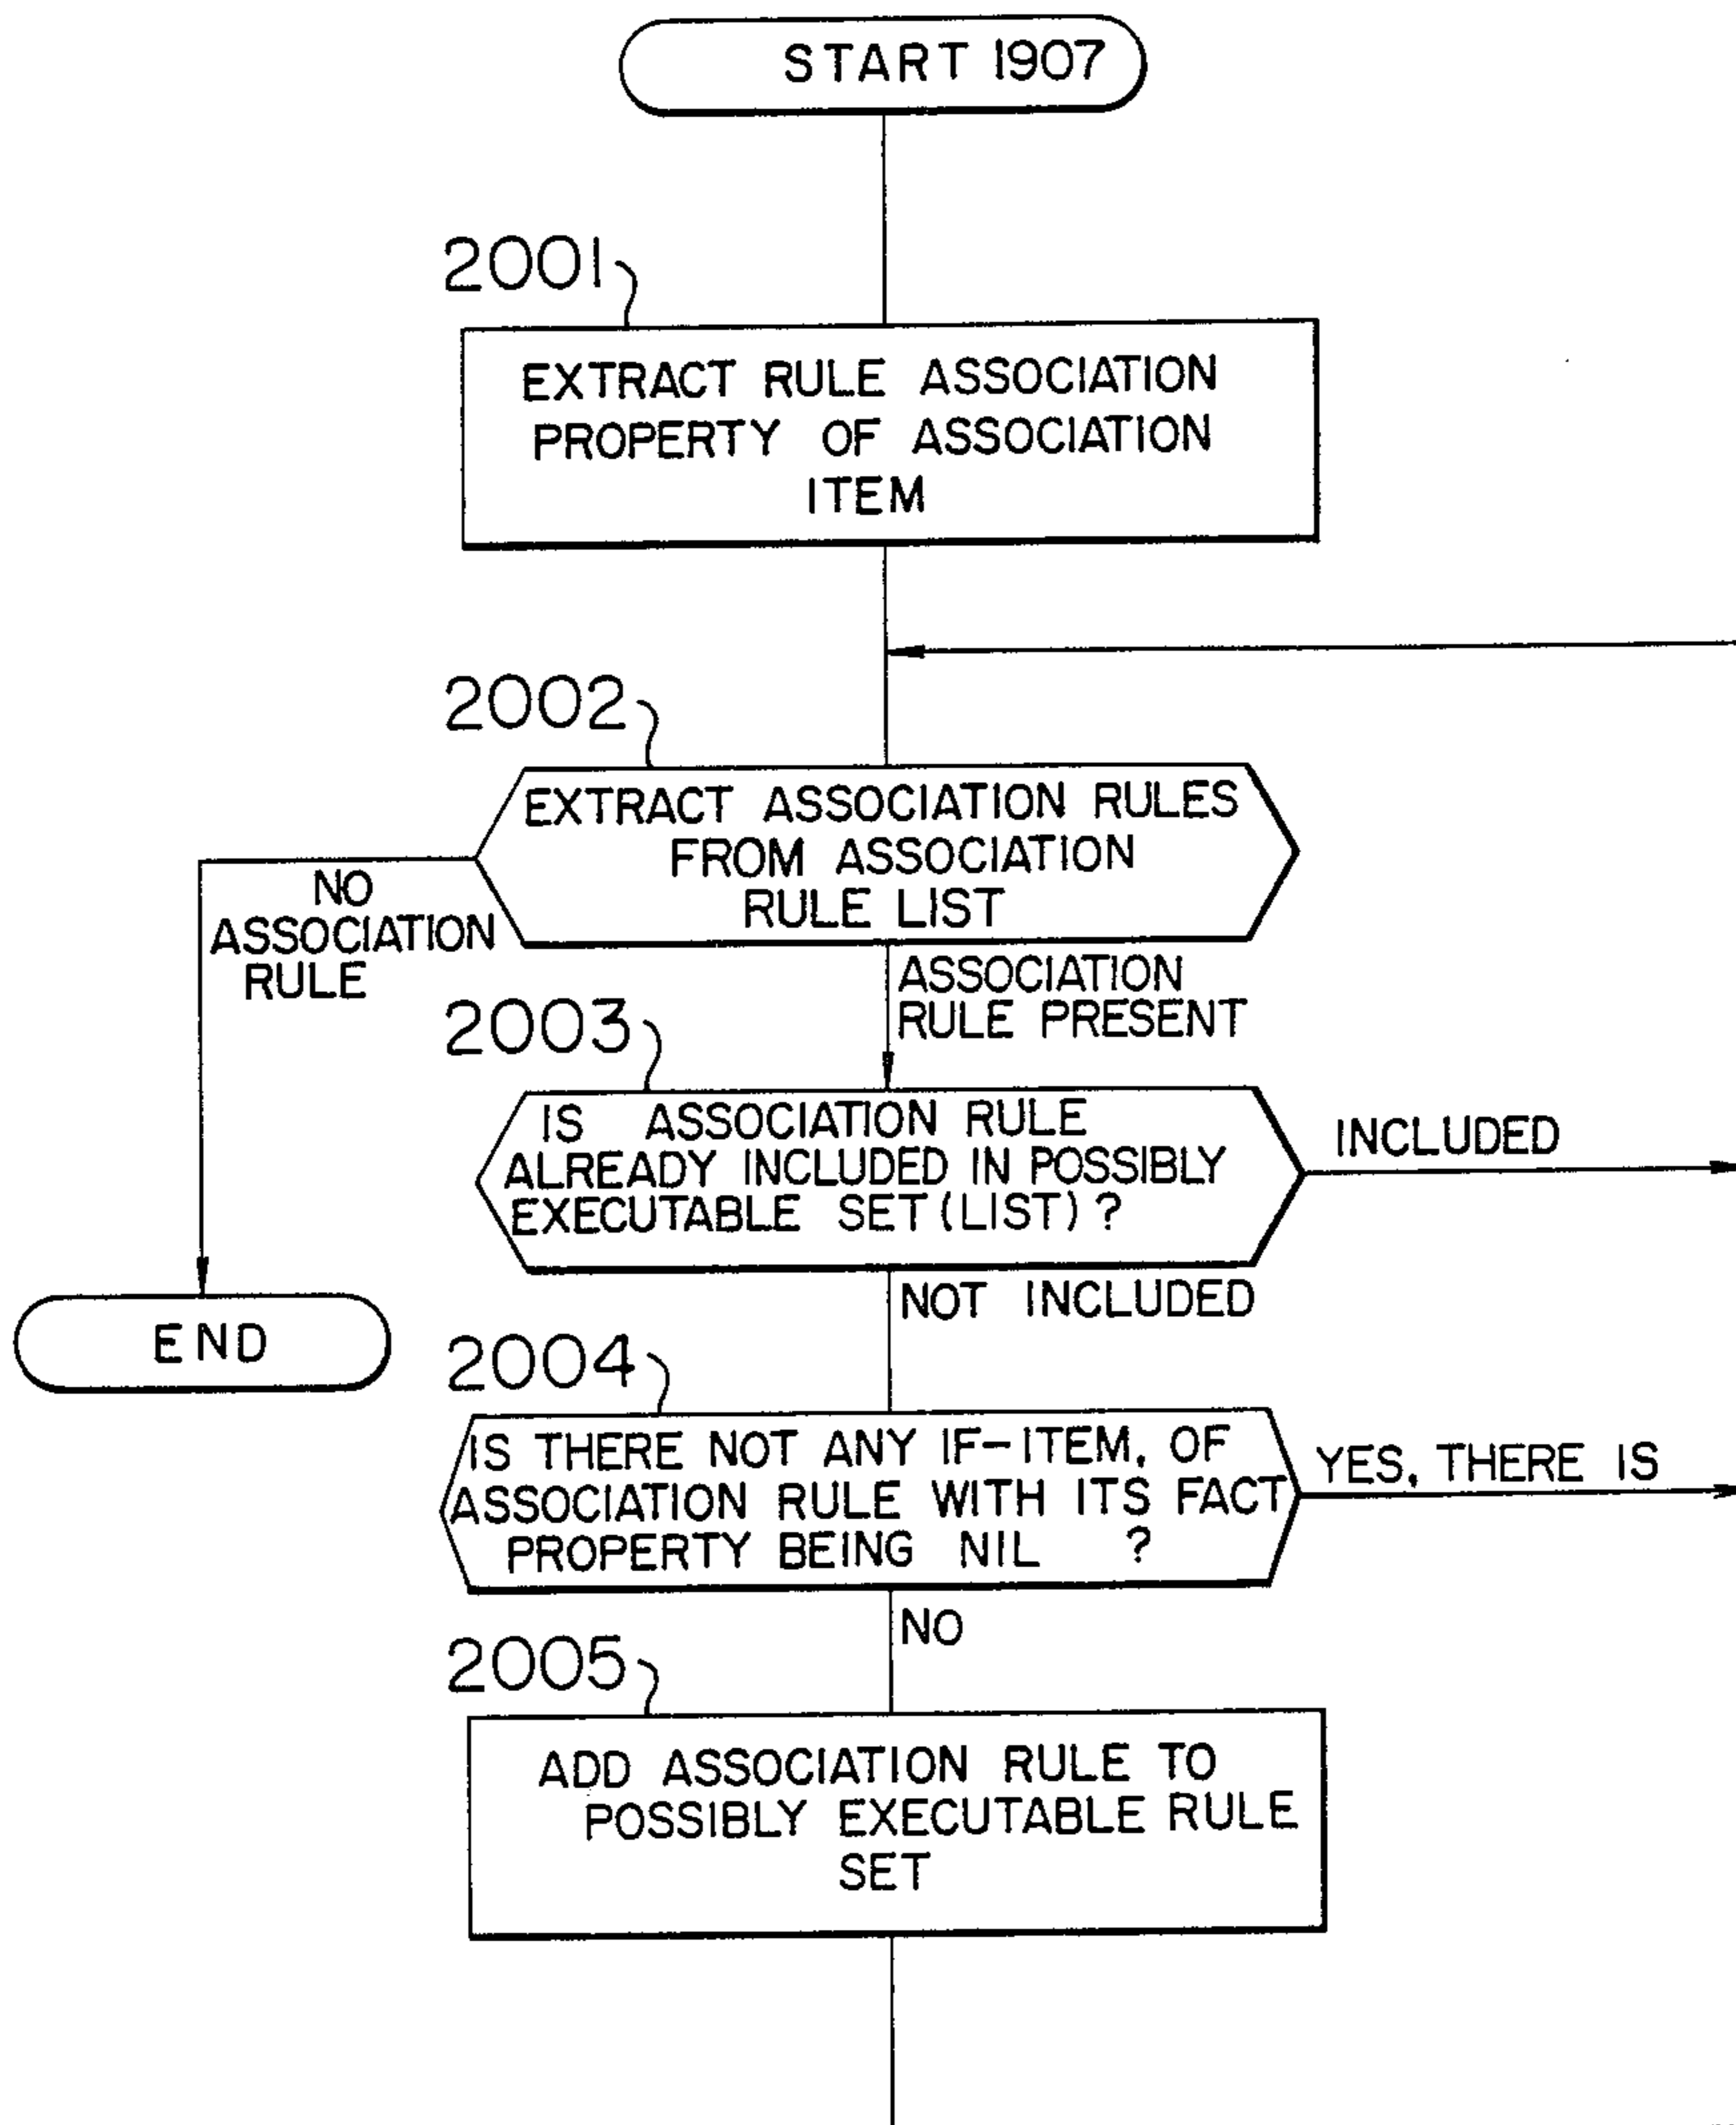 START 1907
2001
EXTRACT RULE ASSOCIATION
PROPERTY OF ASSOCIATION
ITEM
2002
EXTRACT ASSOCIATION RULES
FROM ASSOCIATION
RULE LIST
NO
ASSOCIATION
RULE
ASSOCIATION
RULE PRESENT
2003
IS ASSOCIATION RULE
ALREADY INCLUDED IN POSSIBLY
EXECUTABLE SET (LIST) ?
INCLUDED
NOT INCLUDED
END
2004
IS THERE NOT ANY IF-ITEM, OF
ASSOCIATION RULE WITH ITS FACT
PROPERTY BEING NIL ?
YES, THERE IS
NO
2005
ADD ASSOCIATION RULE TO
POSSIBLY EXECUTABLE RULE
SET